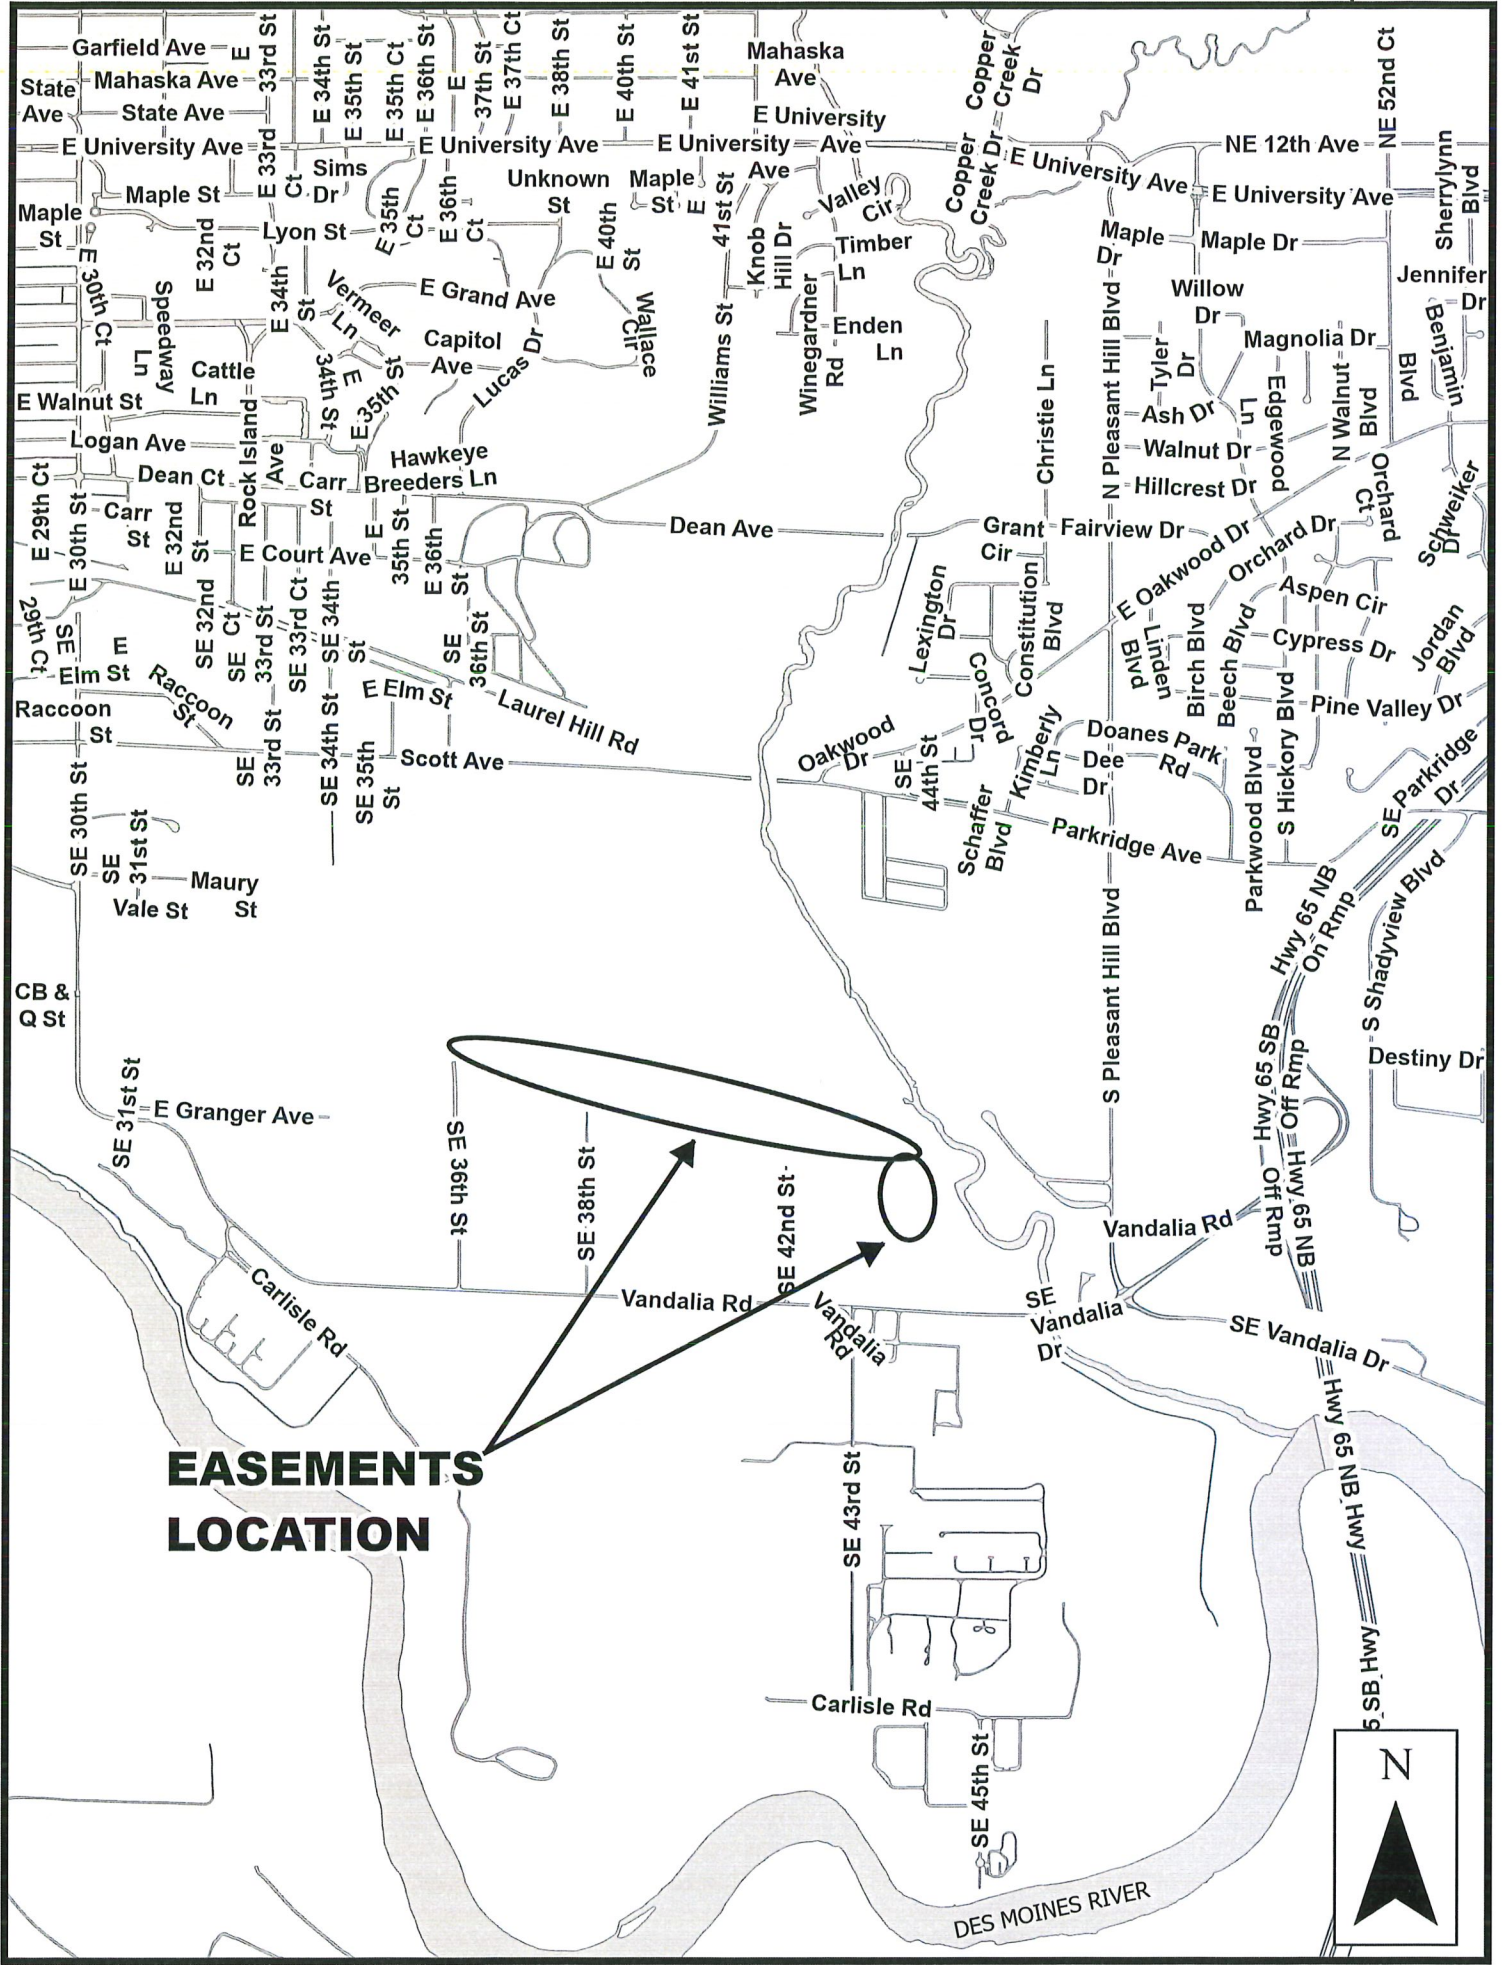 Garfield Ave
E
33rd St
Mahaska Ave
State
Ave
State Ave
E University Ave
E 34th St
E 35th St
E 35th Ct
E 36th St
E
37th St
E 37th Ct
E 38th St
E 40th St
E 41st St
Mahaska
Ave
E University
Ave
Copper
Creek
Dr
Copper
Creek Dr
NE 52nd Ct
E University Ave
E University Ave
E University Ave
NE 12th Ave
E University Ave
Sherrylynn
Blvd
Maple St
E 33rd
Ct
Sims
Dr
Unknown
St
Maple
St
E
41st St
Valley
Cir
Maple
St
E 32nd
Ct
Lyon St
E 35th
Ct
E 36th
Ct
E 40th
St
Knob
Hill Dr
Timber
Ln
Maple
Dr
Maple Dr
Jennifer
Dr
E 30th Ct
Speedway
Ln
E 34th
St
Vermeer
Ln
E Grand Ave
Wallace
Cir
Williams St
Winegardner
Rd
Enden
Ln
Willow
Dr
Magnolia Dr
Benjamin
Blvd
Capitol
Ave
Lucas Dr
Cattle
Ln
E
34th St
E 35th St
Christie Ln
N Pleasant Hill Blvd
Tyler
Dr
Ash Dr
Edgewood
Ln
N Walnut
Blvd
E Walnut St
Logan Ave
Rock Island
Ave
Hawkeye
Breeders Ln
Walnut Dr
Hillcrest Dr
Orchard
Ct
Schweiker
Dr
E 29th Ct
Dean Ct
Carr
St
Carr
St
E 30th St
E 32nd
St
E Court Ave
E
35th St
E 36th
St
Dean Ave
Grant
Cir
Fairview Dr
E Oakwood Dr
Orchard Dr
Aspen Cir
SE
29th Ct
E
Elm St
SE 32nd
Ct
SE
33rd St
SE 33rd Ct
SE 34th
St
SE
36th St
Lexington
Dr
Constitution
Blvd
Linden
Blvd
Birch Blvd
Beech Blvd
Cypress Dr
Jordan
Blvd
Raccoon
St
Raccoon
St
E Elm St
Laurel Hill Rd
Concord
Dr
Pine Valley Dr
SE
33rd St
SE 34th St
SE 35th
St
Scott Ave
Oakwood
Dr
SE
44th St
Kimberly
Ln
Doanes Park
Rd
Dee
Dr
Parkwood Blvd
S Hickory Blvd
SE Parkridge
Dr
SE 30th St
SE
31st St
Maury
St
Vale St
Schaffer
Blvd
Parkridge Ave
S Pleasant Hill Blvd
Hwy 65 NB
On Rmp
S Shadyview Blvd
CB &
Q St
Hwy 65 SB
Off Rmp
Destiny Dr
SE 31st St
E Granger Ave
SE 36th St
SE 38th St
SE 42nd St
Vandalia Rd
Off Rmp
Hwy 65 NB
Carlisle Rd
Vandalia Rd
Vandalia
Rd
SE
Vandalia
Dr
SE Vandalia Dr
Hwy 65 NB
Hwy
EASEMENTS
LOCATION
SE 43rd St
Carlisle Rd
SE 45th St
5 SB
Hwy
DES MOINES RIVER
N